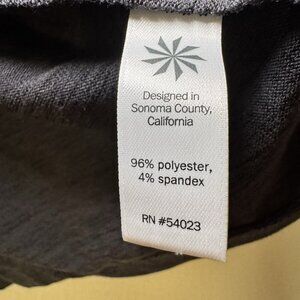 Designed in
Sonoma County,
California
96% polyester,
4% spandex
RN #54023